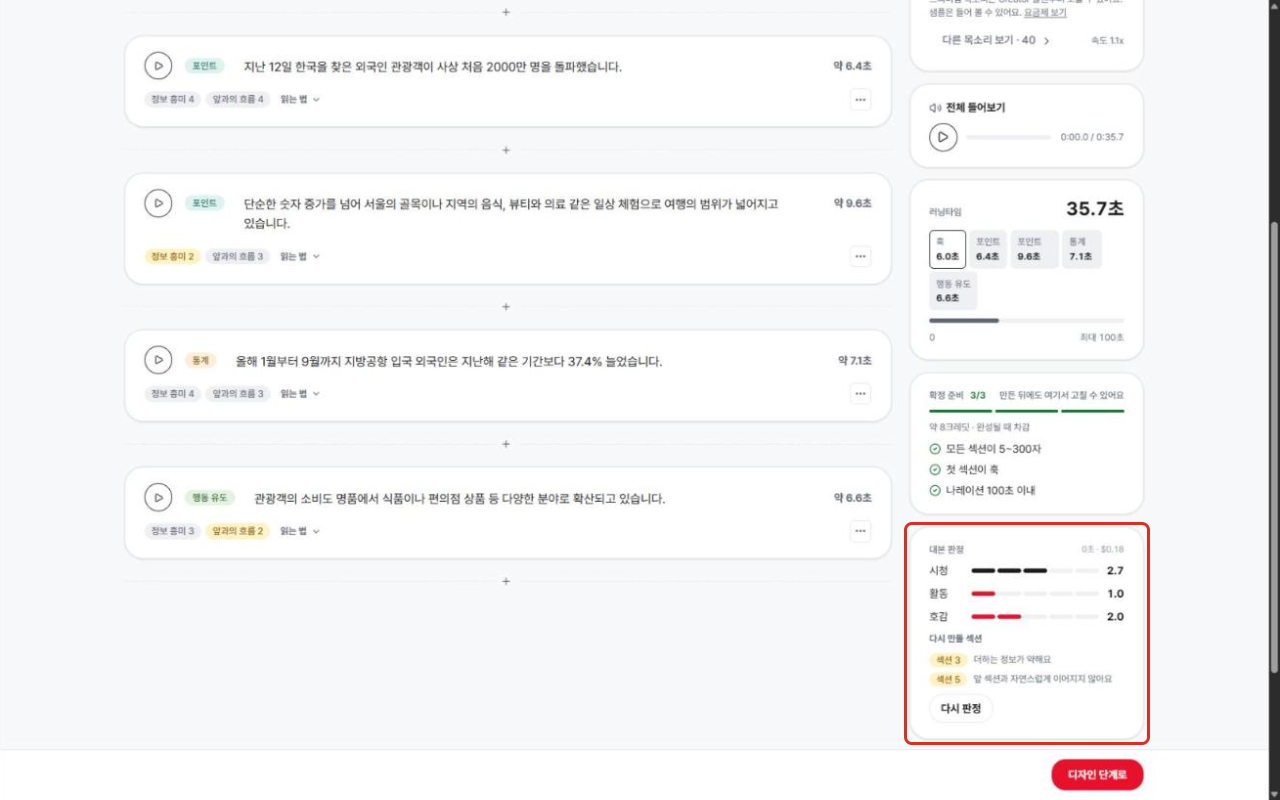 샘플은 들어 볼 수 있어요. 요금제 보기
다른 목소리 보기 · 40
속도 1.1x
포인트
지난 12일 한국을 찾은 외국인 관광객이 사상 처음 2000만 명을 돌파했습니다.
약 6.4초
정보 흥미 4
앞과의 흐름 4
읽는 법
전체 들어보기
0:00.0 / 0:35.7
포인트
단순한 숫자 증가를 넘어 서울의 골목이나 지역의 음식, 뷰티와 의료 같은 일상 체험으로 여행의 범위가 넓어지고
있습니다.
약 9.6초
정보 흥미 2
앞과의 흐름 3
읽는 법
러닝타임
35.7초
훅
6.0초
포인트
6.4초
포인트
9.6초
통계
7.1초
행동 유도
6.6초
0
최대 100초
통계
올해 1월부터 9월까지 지방공항 입국 외국인은 지난해 같은 기간보다 37.4% 늘었습니다.
약 7.1초
정보 흥미 4
앞과의 흐름 3
읽는 법
확정 준비 3/3
만든 뒤에도 여기서 고칠 수 있어요
약 8크레딧 · 완성될 때 차감
모든 섹션이 5~300자
첫 섹션이 훅
나레이션 100초 이내
행동 유도
관광객의 소비도 명품에서 식품이나 편의점 상품 등 다양한 분야로 확산되고 있습니다.
약 6.6초
정보 흥미 3
앞과의 흐름 2
읽는 법
대본 판정
0초 · $0.18
시청
2.7
활동
1.0
호감
2.0
다시 만들 섹션
섹션 3 더하는 정보가 약해요
섹션 5 앞 섹션과 자연스럽게 이어지지 않아요
다시 판정
디자인 단계로